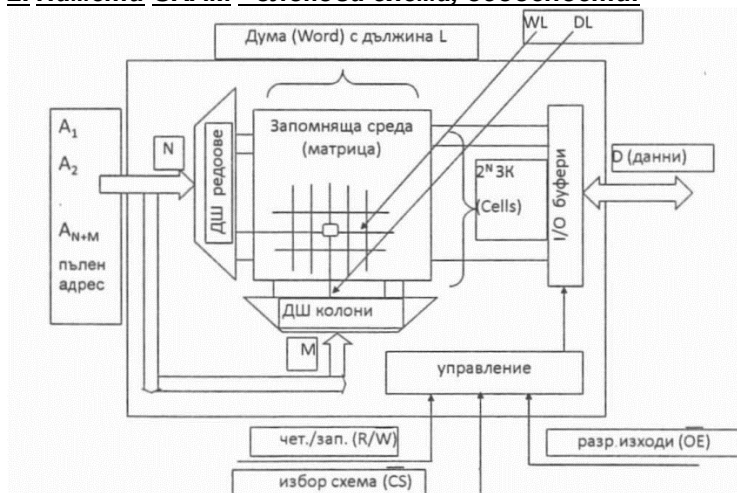 WL DL
Дума (Word) с дължина L
A1
A2
AN+M
пълен
адрес
N
ДШ редоове
Запомняща среда
(матрица)
2N ЗК
(Cells)
I/O буфери
D (данни)
ДШ колони
M
управление
чет./зап. (R/W)
разр.изходи (OE)
избор схема (CS)